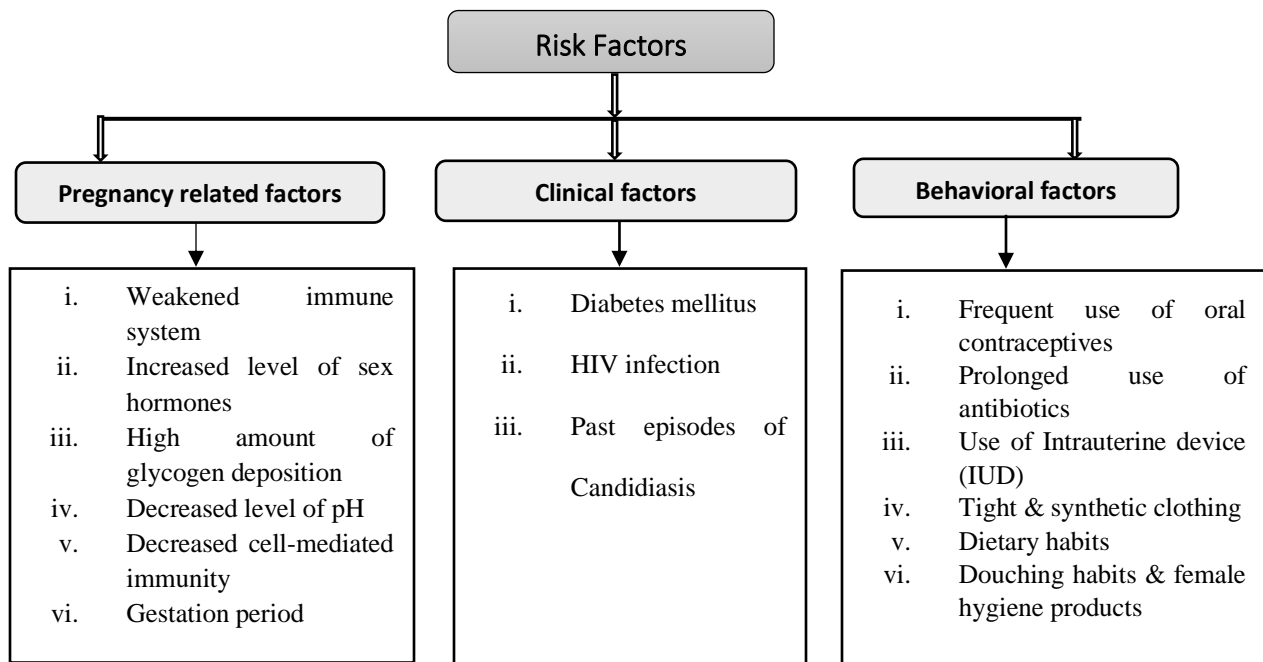 Risk Factors
Pregnancy related factors
i. Weakened immune
system
ii. Increased level of sex
hormones
iii. High amount of
glycogen deposition
iv. Decreased level of pH
v. Decreased cell-mediated
immunity
vi. Gestation period
Clinical factors
i. Diabetes mellitus
ii. HIV infection
iii. Past episodes of
Candidiasis
Behavioral factors
i. Frequent use of oral
contraceptives
ii. Prolonged use of
antibiotics
iii. Use of Intrauterine device
(IUD)
iv. Tight & synthetic clothing
v. Dietary habits
vi. Douching habits & female
hygiene products